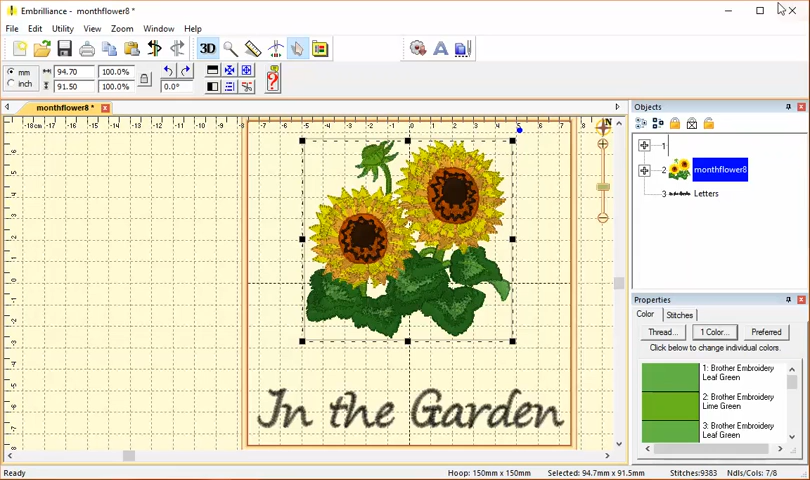 Embrilliance - monthflower8 *
File Edit View Utility Zoom Window Help
3D
mm 94.70 100.0%
inch 91.50 100.0% 0.0°
monthflower8 *
Objects
1
2 monthflower8
3 Letters
In the Garden
Properties
Color Stitches
Thread... 1 Color... Preferred
Click below to change individual colors.
1: Brother Embroidery
Leaf Green
2: Brother Embroidery
Lime Green
3: Brother Embroidery
Leaf Green
Ready Hoop: 150mm x 150mm Selected: 94.7mm x 91.5mm Stitches:9383 Ndls/Cols: 7/8